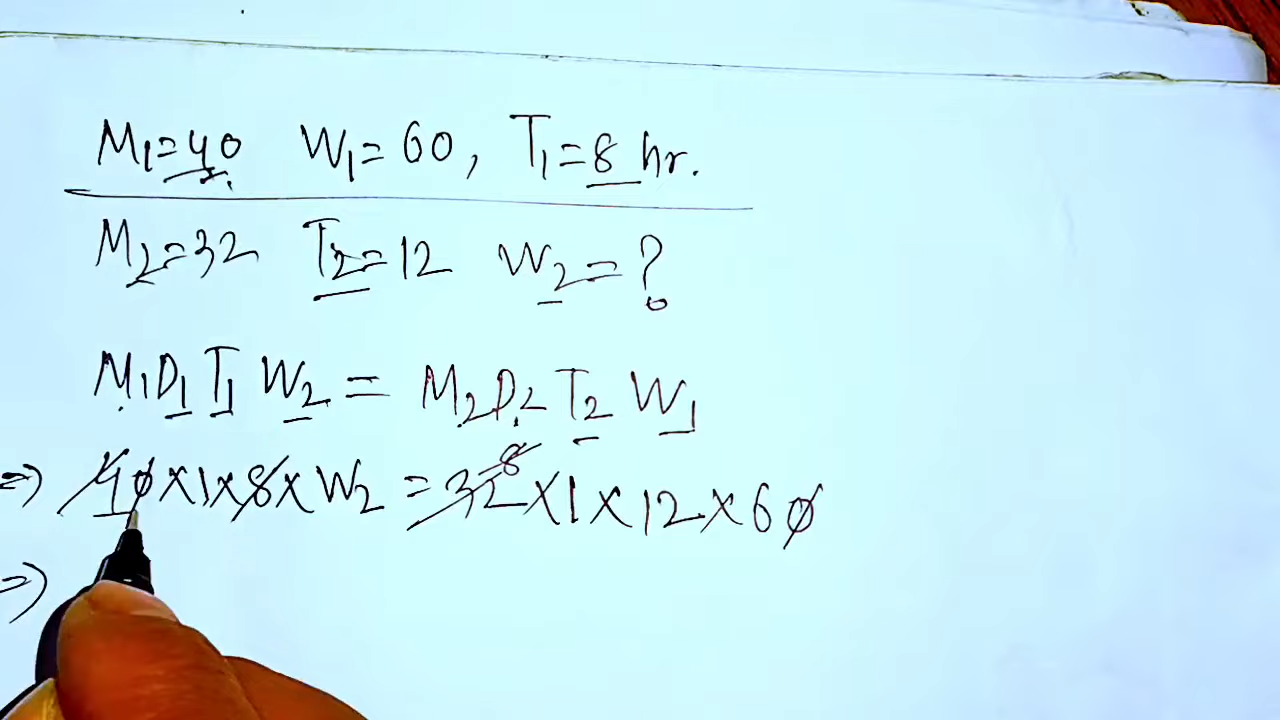 M₁=40 W₁=60, T₁=8 hr.
M₂=32 T₂=12 W₂=?
M₁D₁T₁W₂ = M₂D₂T₂W₁
⇒) 40×1×8×W₂ = 32 8 ×1×12×60
⇒)